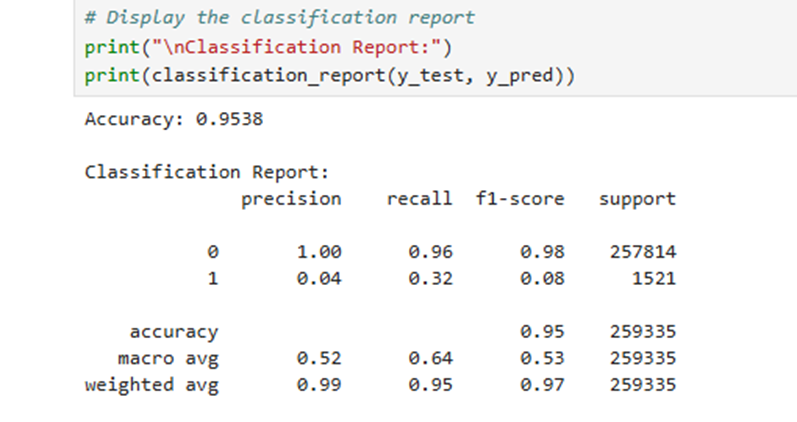 # Display the classification report
print("\nClassification Report:")
print(classification_report(y_test, y_pred))
Accuracy: 0.9538
Classification Report:
precision recall f1-score support
0 1.00 0.96 0.98 257814
1 0.04 0.32 0.08 1521
accuracy 0.95 259335
macro avg 0.52 0.64 0.53 259335
weighted avg 0.99 0.95 0.97 259335